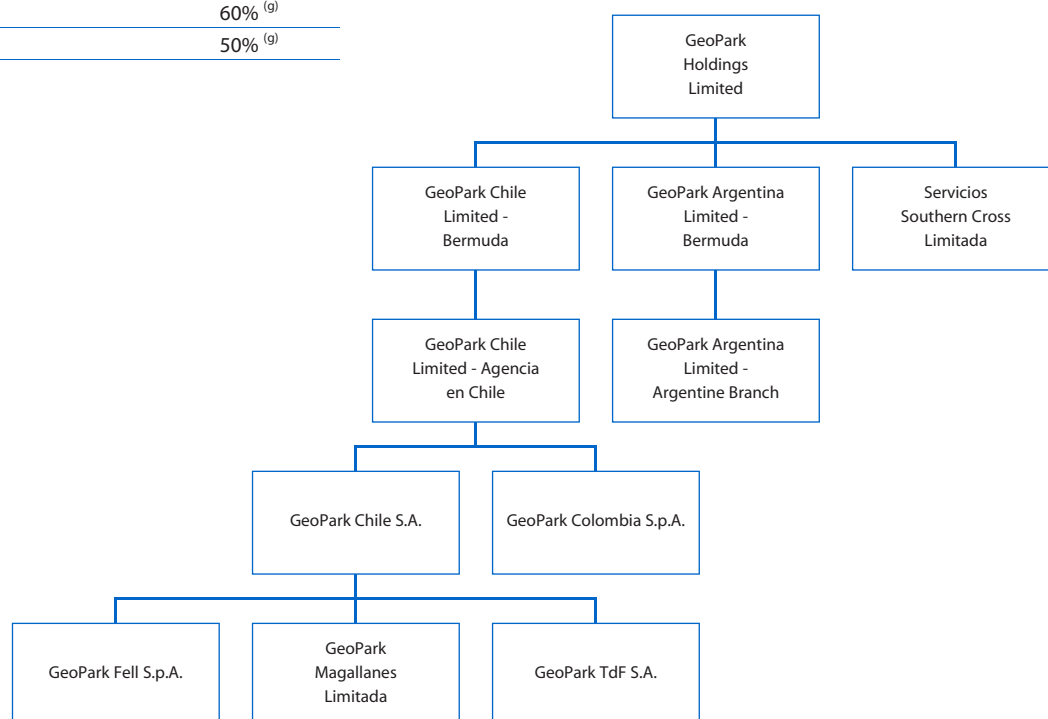 60% (g)
50% (g)
GeoPark
Holdings
Limited
GeoPark Chile
Limited -
Bermuda
GeoPark Argentina
Limited -
Bermuda
Servicios
Southern Cross
Limitada
GeoPark Chile
Limited - Agencia
en Chile
GeoPark Argentina
Limited -
Argentine Branch
GeoPark Chile S.A.
GeoPark Colombia S.p.A.
GeoPark Fell S.p.A.
GeoPark
Magallanes
Limitada
GeoPark TdF S.A.